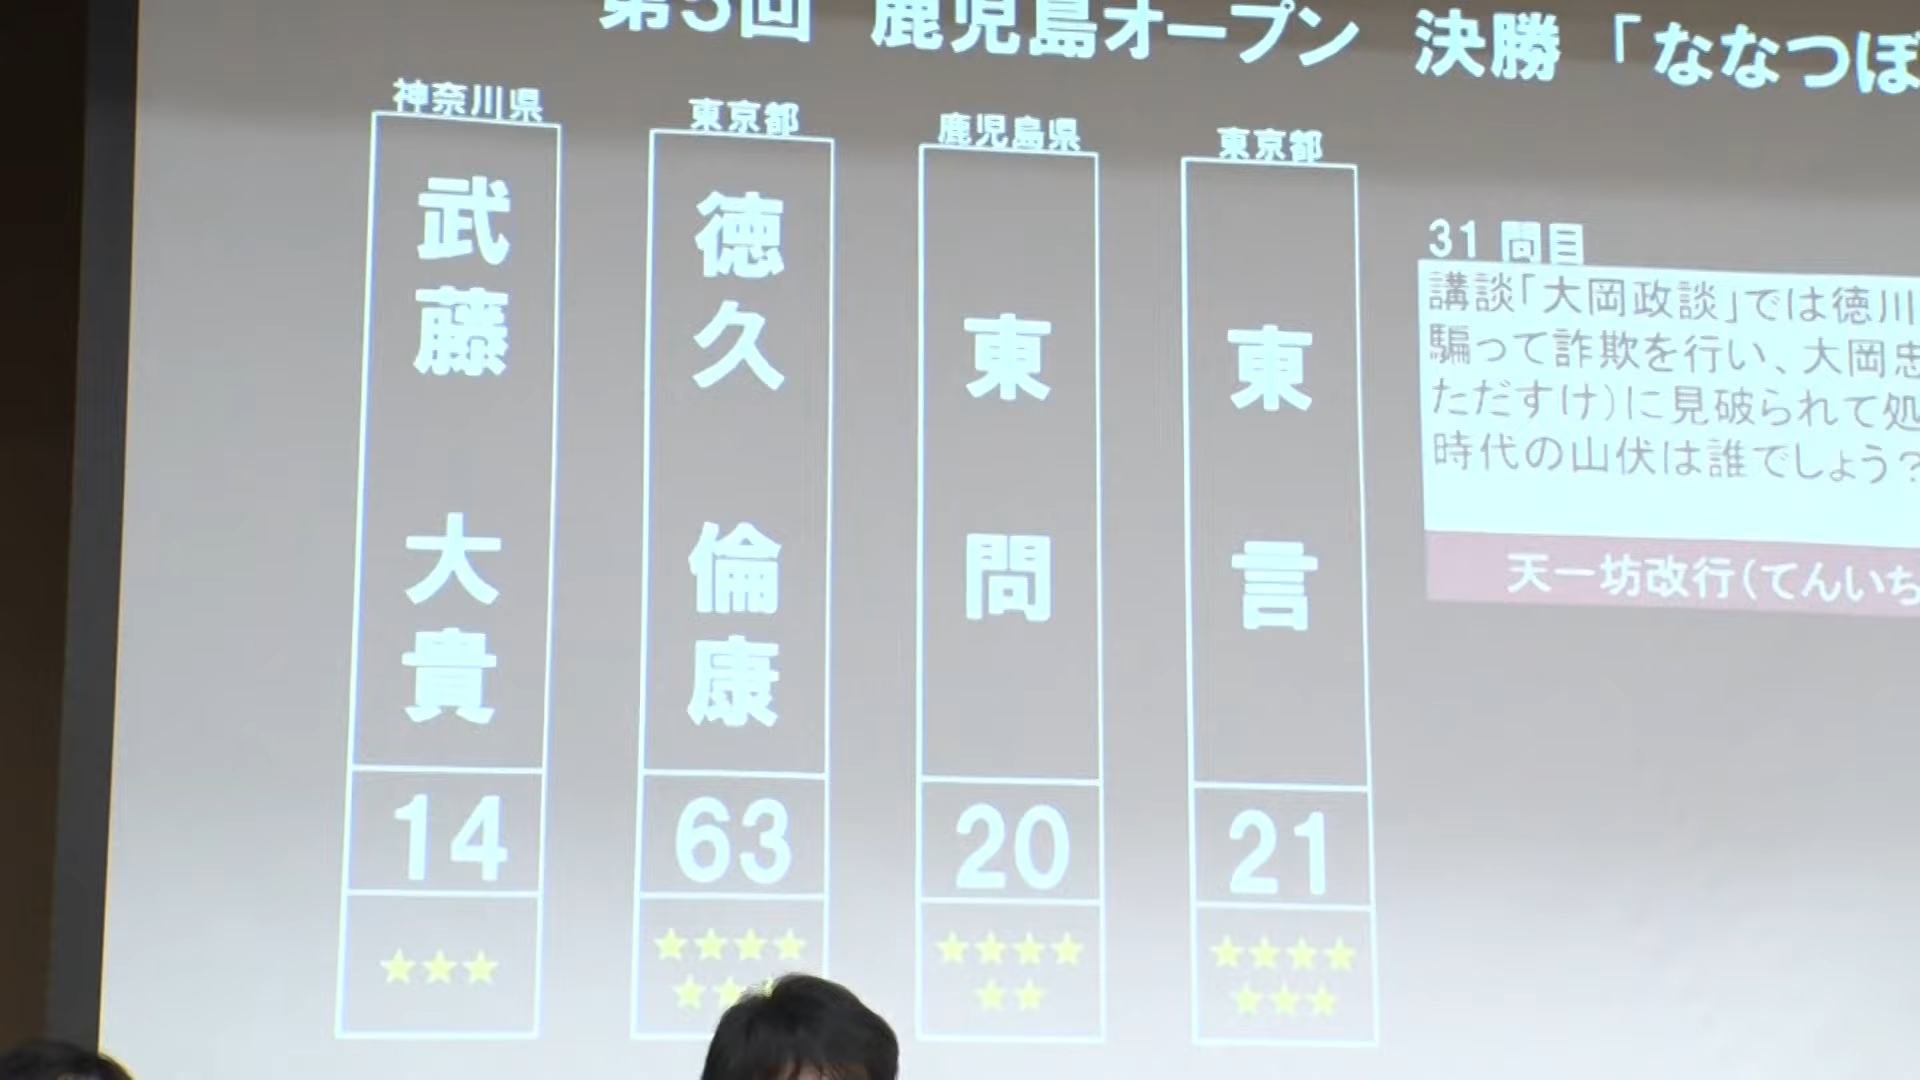 第5回 鹿児島オープン 決勝 「ななつぼ
神奈川県
武藤 大貴
14
★★★
東京都
徳久 倫康
63
★★★★
★★
鹿児島県
東 問
20
★★★★
★★
東京都
東 言
21
★★★★
★★★
31 問目
講談「大岡政談」では徳川
騙って詐欺を行い、大岡忠
ただすけ)に見破られて処
時代の山伏は誰でしょう?
天一坊改行(てんいち